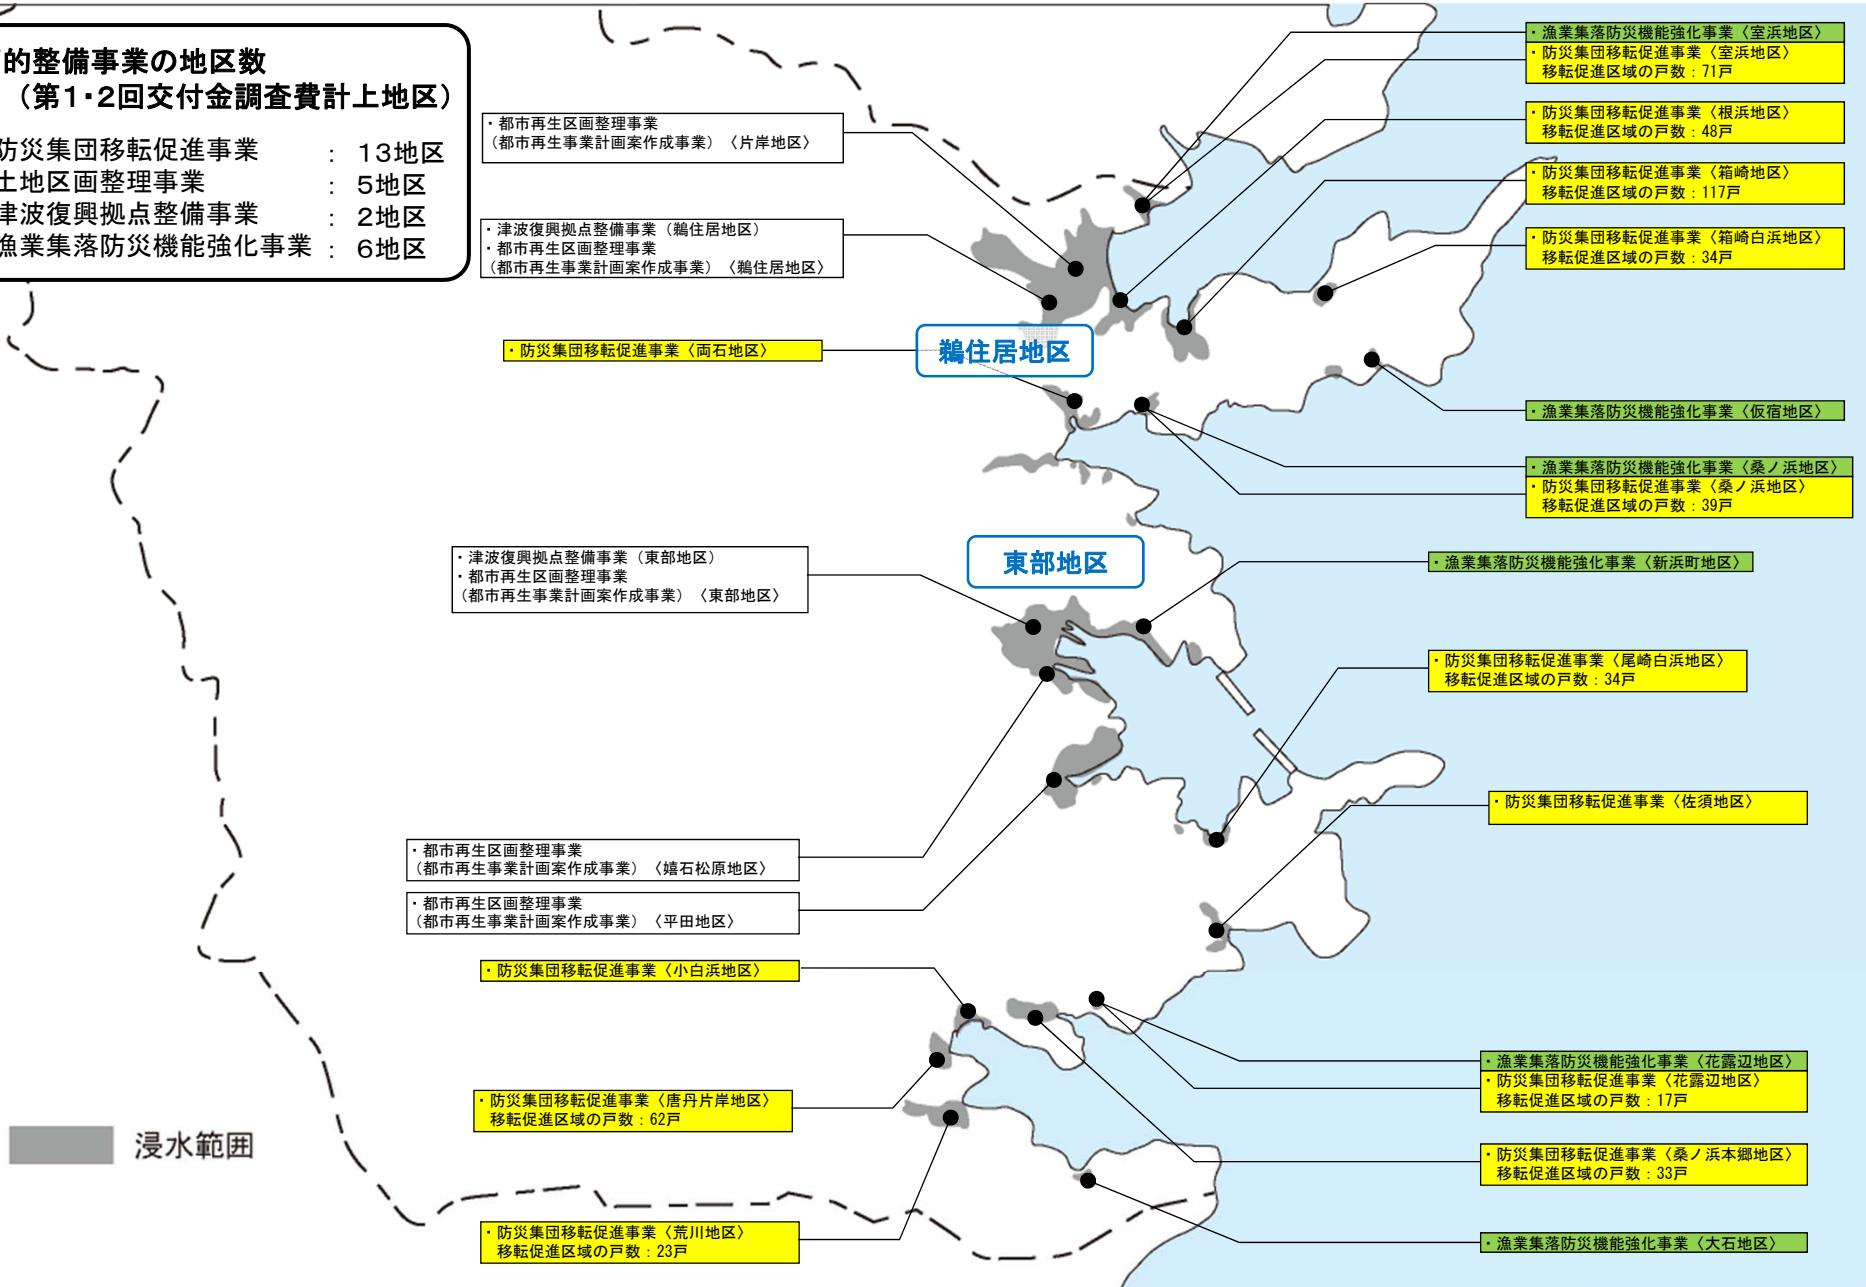 的整備事業の地区数
（第1・2回交付金調査費計上地区）
防災集団移転促進事業 : 13地区
土地区画整理事業 : 5地区
津波復興拠点整備事業 : 2地区
漁業集落防災機能強化事業 : 6地区
・都市再生区画整理事業
（都市再生事業計画案作成事業）〈片岸地区〉
・津波復興拠点整備事業（鵜住居地区）
・都市再生区画整理事業
（都市再生事業計画案作成事業）〈鵜住居地区〉
・防災集団移転促進事業〈両石地区〉
鵜住居地区
・漁業集落防災機能強化事業〈室浜地区〉
・防災集団移転促進事業〈室浜地区〉
移転促進区域の戸数：71戸
・防災集団移転促進事業〈根浜地区〉
移転促進区域の戸数：48戸
・防災集団移転促進事業〈箱崎地区〉
移転促進区域の戸数：117戸
・防災集団移転促進事業〈箱崎白浜地区〉
移転促進区域の戸数：34戸
・漁業集落防災機能強化事業〈仮宿地区〉
・漁業集落防災機能強化事業〈桑ノ浜地区〉
・防災集団移転促進事業〈桑ノ浜地区〉
移転促進区域の戸数：39戸
東部地区
・津波復興拠点整備事業（東部地区）
・都市再生区画整理事業
（都市再生事業計画案作成事業）〈東部地区〉
・漁業集落防災機能強化事業〈新浜町地区〉
・防災集団移転促進事業〈尾崎白浜地区〉
移転促進区域の戸数：34戸
・防災集団移転促進事業〈佐須地区〉
・都市再生区画整理事業
（都市再生事業計画案作成事業）〈嬉石松原地区〉
・都市再生区画整理事業
（都市再生事業計画案作成事業）〈平田地区〉
・防災集団移転促進事業〈小白浜地区〉
・防災集団移転促進事業〈唐丹片岸地区〉
移転促進区域の戸数：62戸
・防災集団移転促進事業〈荒川地区〉
移転促進区域の戸数：23戸
・漁業集落防災機能強化事業〈花露辺地区〉
・防災集団移転促進事業〈花露辺地区〉
移転促進区域の戸数：17戸
・防災集団移転促進事業〈桑ノ浜本郷地区〉
移転促進区域の戸数：33戸
・漁業集落防災機能強化事業〈大石地区〉
浸水範囲